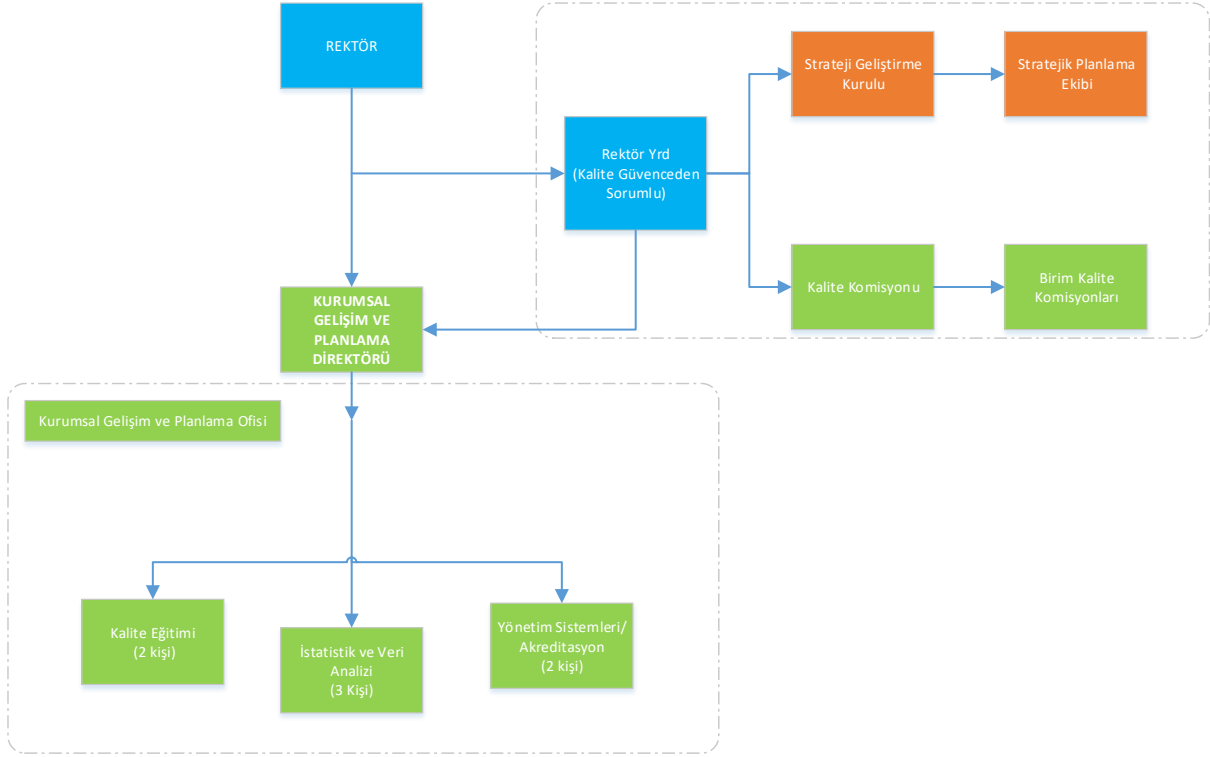 REKTÖR
Strateji Geliştirme
Kurulu
Stratejik Planlama
Ekibi
Rektör Yrd
(Kalite Güvenceden
Sorumlu)
Kalite Komisyonu
Birim Kalite
Komisyonları
KURUMSAL
GELİŞİM VE
PLANLAMA
DİREKTÖRÜ
Kurumsal Gelişim ve Planlama Ofisi
Kalite Eğitimi
(2 kişi)
İstatistik ve Veri
Analizi
(3 Kişi)
Yönetim Sistemleri/
Akreditasyon
(2 kişi)